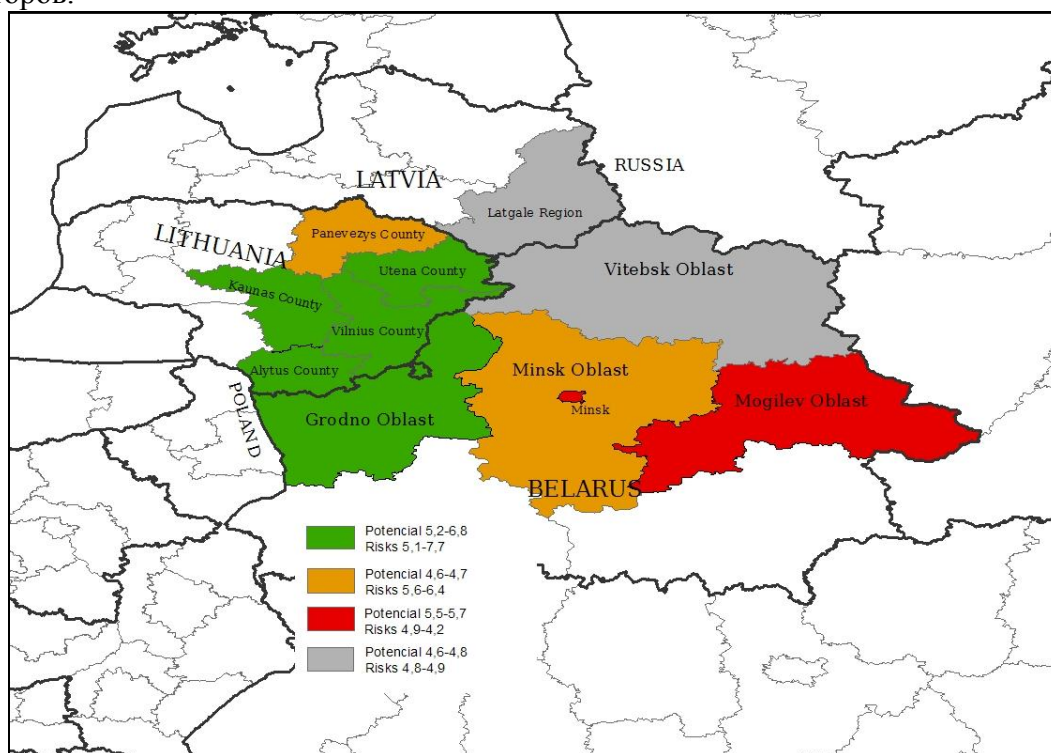 торов.
RUSSIA
LATVIA
Latgale Region
LITHUANIA
Panevezys County
Utena County
Vitebsk Oblast
Kaunas County
Vilnius County
Alytus County
Minsk Oblast
POLAND
Minsk
Mogilev Oblast
Grodno Oblast
BELARUS
Potencial 5,2-6,8
Risks 5,1-7,7
Potencial 4,6-4,7
Risks 5,6-6,4
Potencial 5,5-5,7
Risks 4,9-4,2
Potencial 4,6-4,8
Risks 4,8-4,9